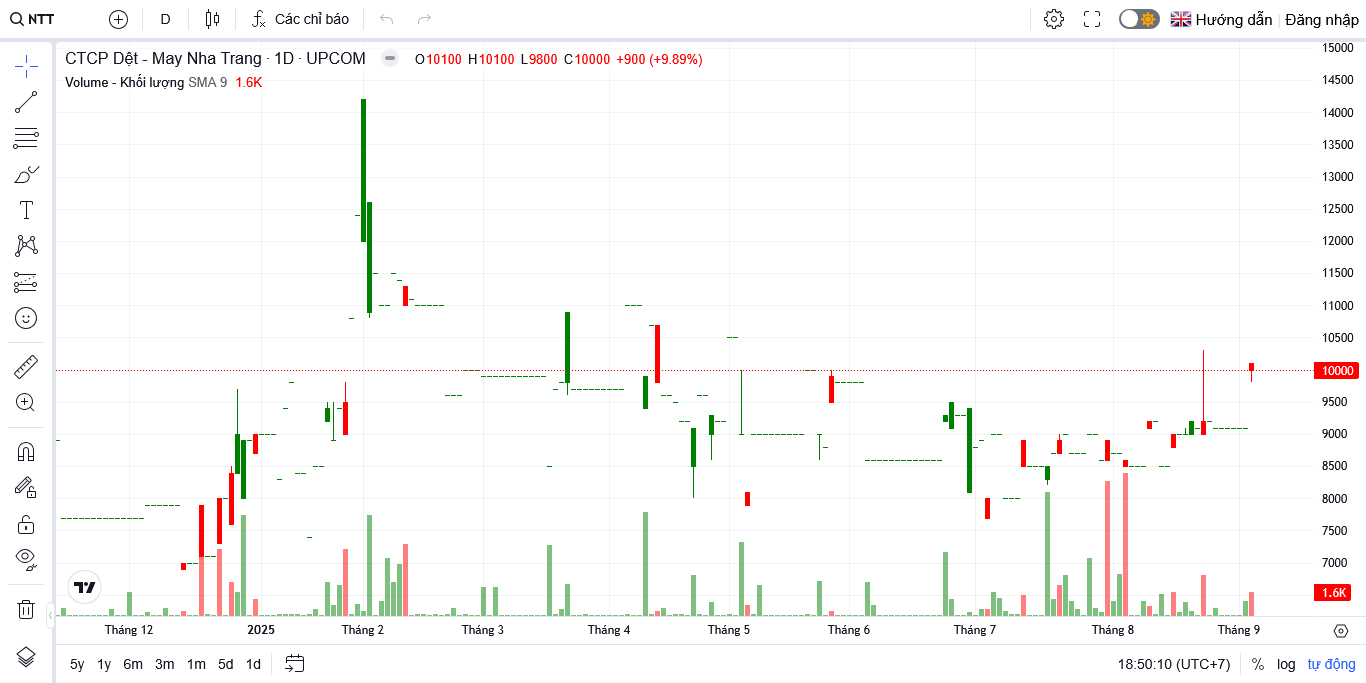 NTT D Các chỉ báo Hướng dẫn Đăng nhập
CTCP Dệt - May Nha Trang · 1D · UPCOM O10100 H10100 L9800 C10000 +900 (+9.89%)
Volume - Khối lượng SMA 9 1.6K
15000
14500
14000
13500
13000
12500
12000
11500
11000
10500
10000
9500
9000
8500
8000
7500
7000
1.6K
Tháng 12 2025 Tháng 2 Tháng 3 Tháng 4 Tháng 5 Tháng 6 Tháng 7 Tháng 8 Tháng 9
5y 1y 6m 3m 1m 5d 1d 18:50:10 (UTC+7) % log tự động